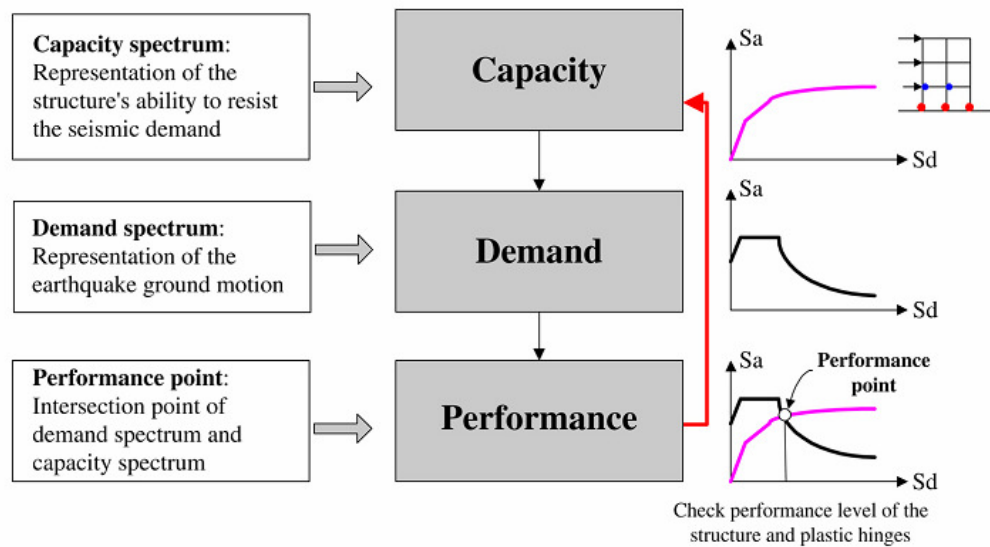 Capacity spectrum:
Representation of the
structure's ability to resist
the seismic demand
Capacity
Sa
Sd
Demand spectrum:
Representation of the
earthquake ground motion
Demand
Sa
Sd
Performance point:
Intersection point of
demand spectrum and
capacity spectrum
Performance
Sa
Performance
point
Sd
Check performance level of the
structure and plastic hinges